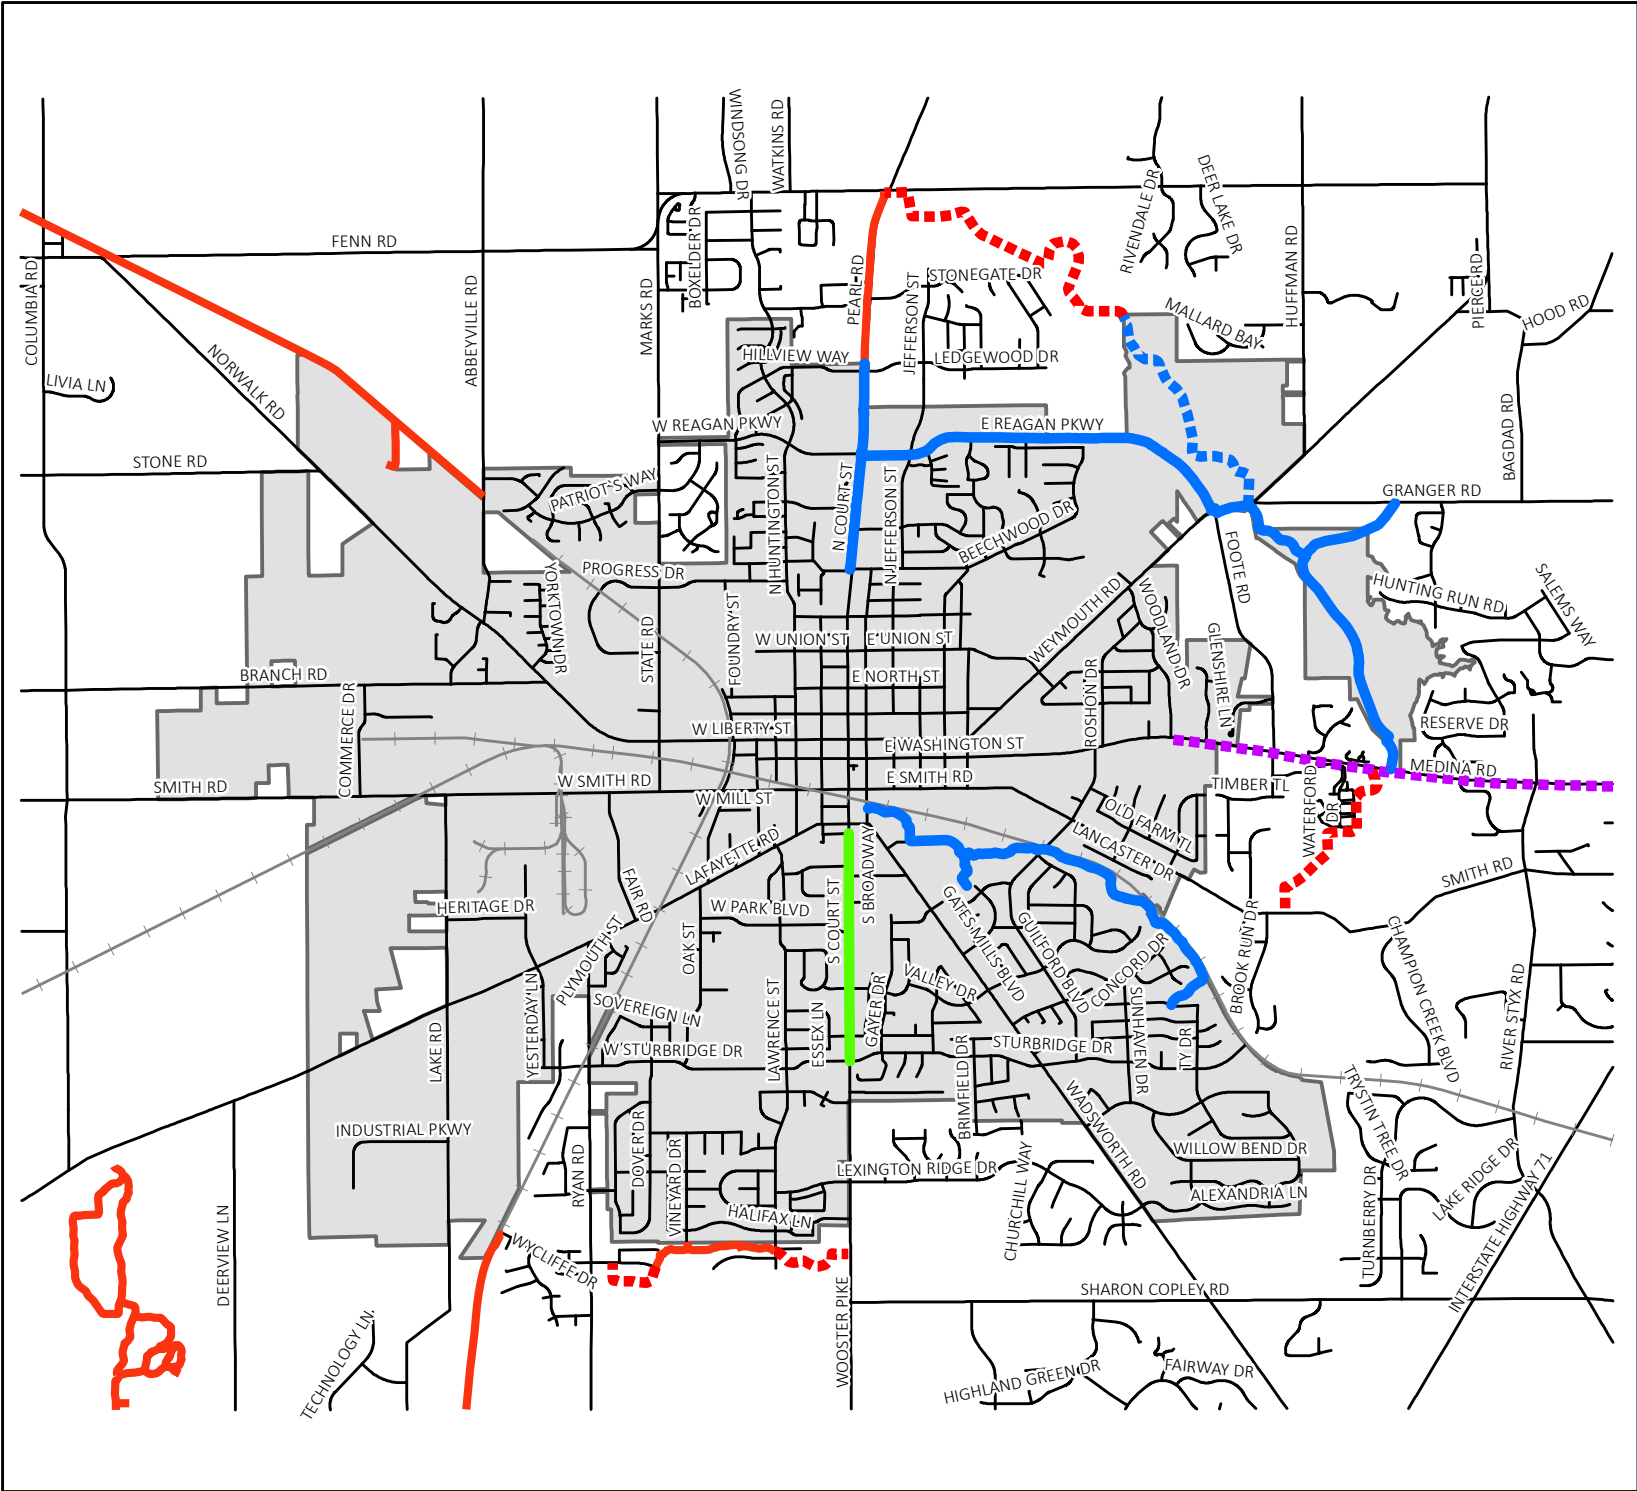 WINDSONG DR
WATKINS RD
RIVENDALE DR
DEER LAKE DR
FENN RD
BOXELDER DR
HUFFMAN RD
COLUMBIA RD
ABBEYVILLE RD
MARKS RD
PEARL RD
JEFFERSON ST
STONEGATE DR
PIERCE RD
HOOD RD
MALLARD BAY
NORWALK RD
LIVIA LN
HILLVIEW WAY
LEDGEWOOD DR
W REAGAN PKWY
E REAGAN PKWY
BAGDAD RD
STONE RD
PATRIOT'S WAY
N HUNTINGTON ST
N COURT ST
N JEFFERSON ST
GRANGER RD
BEECHWOOD DR
PROGRESS DR
YORKTOWN DR
FOOTE RD
HUNTING RUN RD
SALEMS WAY
STATE RD
FOUNDRY ST
W UNION ST
E UNION ST
WEYMOUTH RD
WOODLAND DR
GLENSHIRE LN
BRANCH RD
COMMERCE DR
E NORTH ST
ROSHON DR
W LIBERTY ST
E WASHINGTON ST
RESERVE DR
SMITH RD
W SMITH RD
E SMITH RD
TIMBER TL
MEDINA RD
WATERFORD DR
W MILL ST
OLD FARM TL
LANCASTER DR
LAFAYETTE RD
S BROADWAY
FAIR RD
SMITH RD
HERITAGE DR
W PARK BLVD
S COURT ST
GATES MILLS BLVD
GUILFORD BLVD
CONCORD DR
BROOK RUN DR
CHAMPION CREEK BLVD
PLYMOUTH ST
OAK ST
VALLEY DR
RIVER STYX RD
YESTERDAY LN
SOVEREIGN LN
LAWRENCE ST
ESSEX LN
GAYER DR
SUNHAVEN DR
TY DR
LAKE RD
W STURBRIDGE DR
STURBRIDGE DR
BRIMFIELD DR
WADSWORTH RD
TRYSTIN TREE DR
INDUSTRIAL PKWY
DOVER DR
VINEYARD DR
RYAN RD
LEXINGTON RIDGE DR
CHURCHILL WAY
WILLOW BEND DR
ALEXANDRIA LN
TURNBERRY DR
LAKE RIDGE DR
INTERSTATE HIGHWAY 71
DEERVIEW LN
HALIFAX LN
WYCLIFFE DR
SHARON COPLEY RD
WOOSTER PIKE
TECHNOLOGY LN.
HIGHLAND GREEN DR
FAIRWAY DR